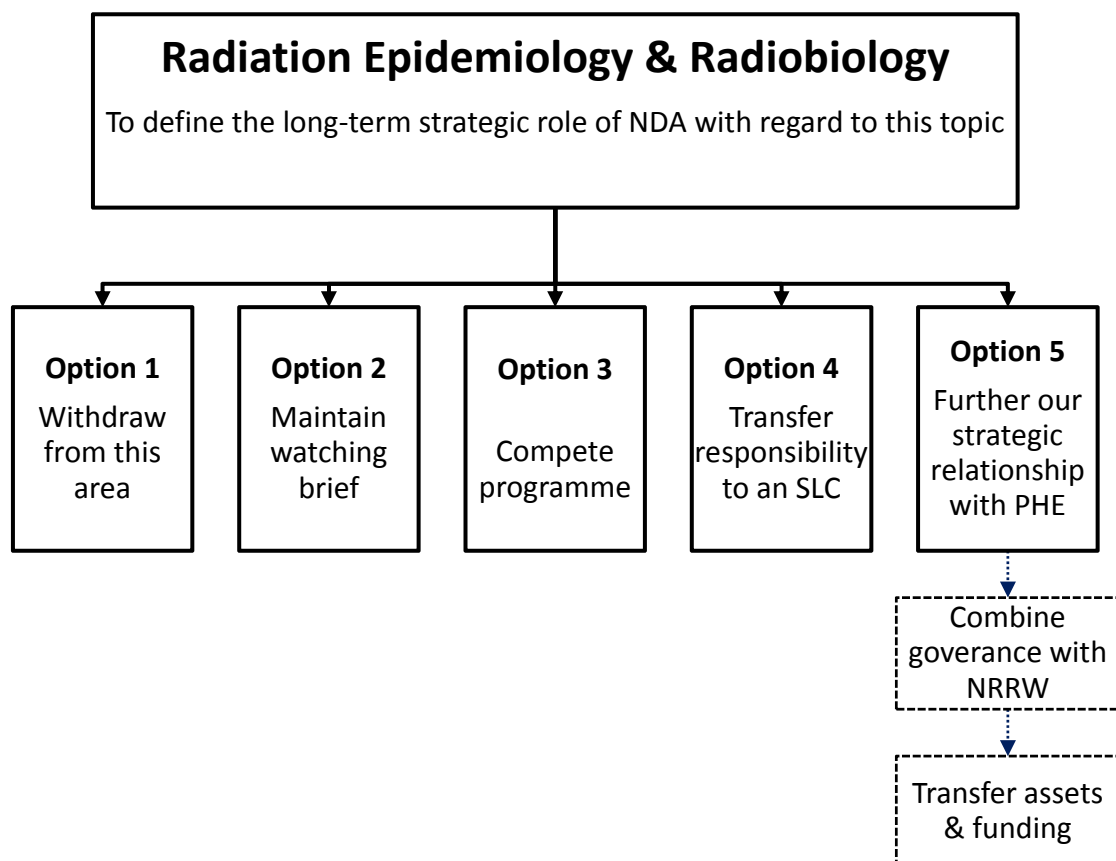 Radiation Epidemiology & Radiobiology
To define the long-term strategic role of NDA with regard to this topic
Option 1
Withdraw
from this
area
Option 2
Maintain
watching
brief
Option 3
Compete
programme
Option 4
Transfer
responsibility
to an SLC
Option 5
Further our
strategic
relationship
with PHE
Combine
goverance with
NRRW
Transfer assets
& funding